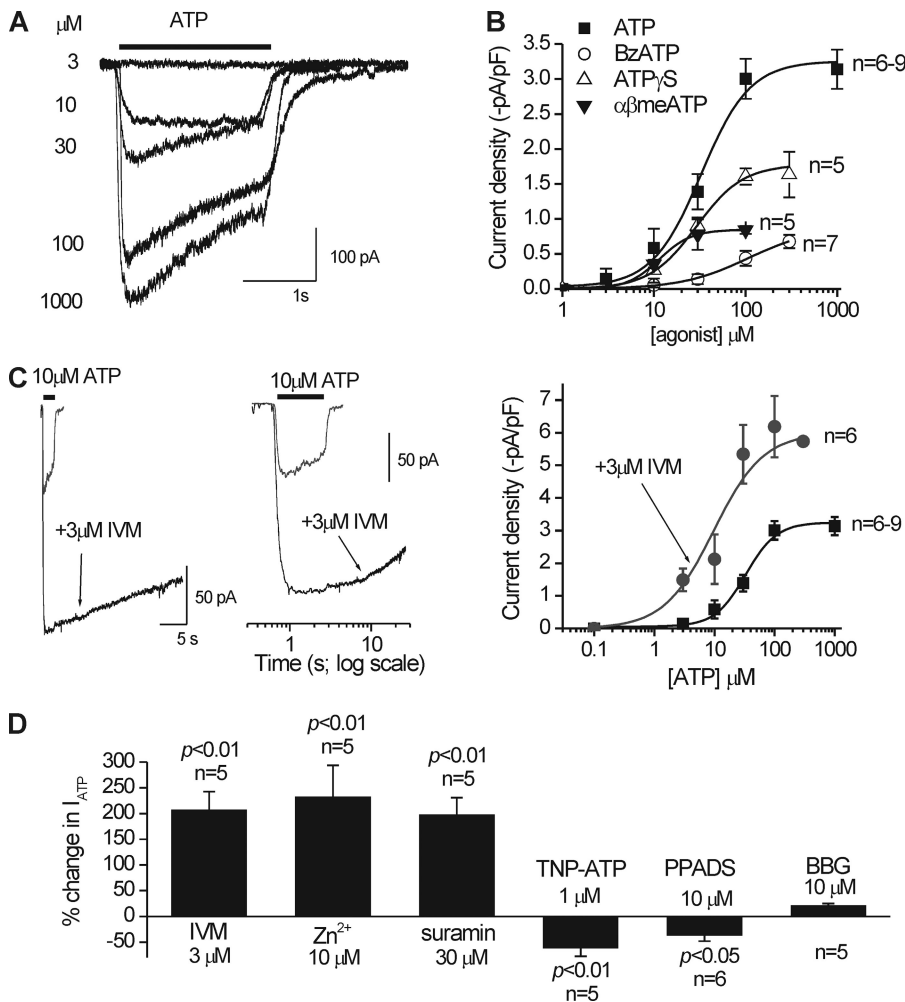 A
μM
ATP
3
10
30
100
1000
100 pA
1s
B
ATP
BzATP
ATPγS
αβmeATP
Current density (-pA/pF)
3.5
3.0
2.5
2.0
1.5
1.0
0.5
0.0
1
10
100
1000
[agonist] μM
n=6-9
n=5
n=5
n=7
C
10μM ATP
+3μM IVM
50 pA
5 s
10μM ATP
50 pA
+3μM IVM
1
10
Time (s; log scale)
Current density (-pA/pF)
7
6
5
4
3
2
1
0
0.1
1
10
100
1000
[ATP] μM
+3μM IVM
n=6
n=6-9
D
% change in I_ATP
300
250
200
150
100
50
0
-50
p<0.01
n=5
IVM
3 μM
p<0.01
n=5
Zn²⁺
10 μM
p<0.01
n=5
suramin
30 μM
TNP-ATP
1 μM
p<0.01
n=5
PPADS
10 μM
p<0.05
n=6
BBG
10 μM
n=5